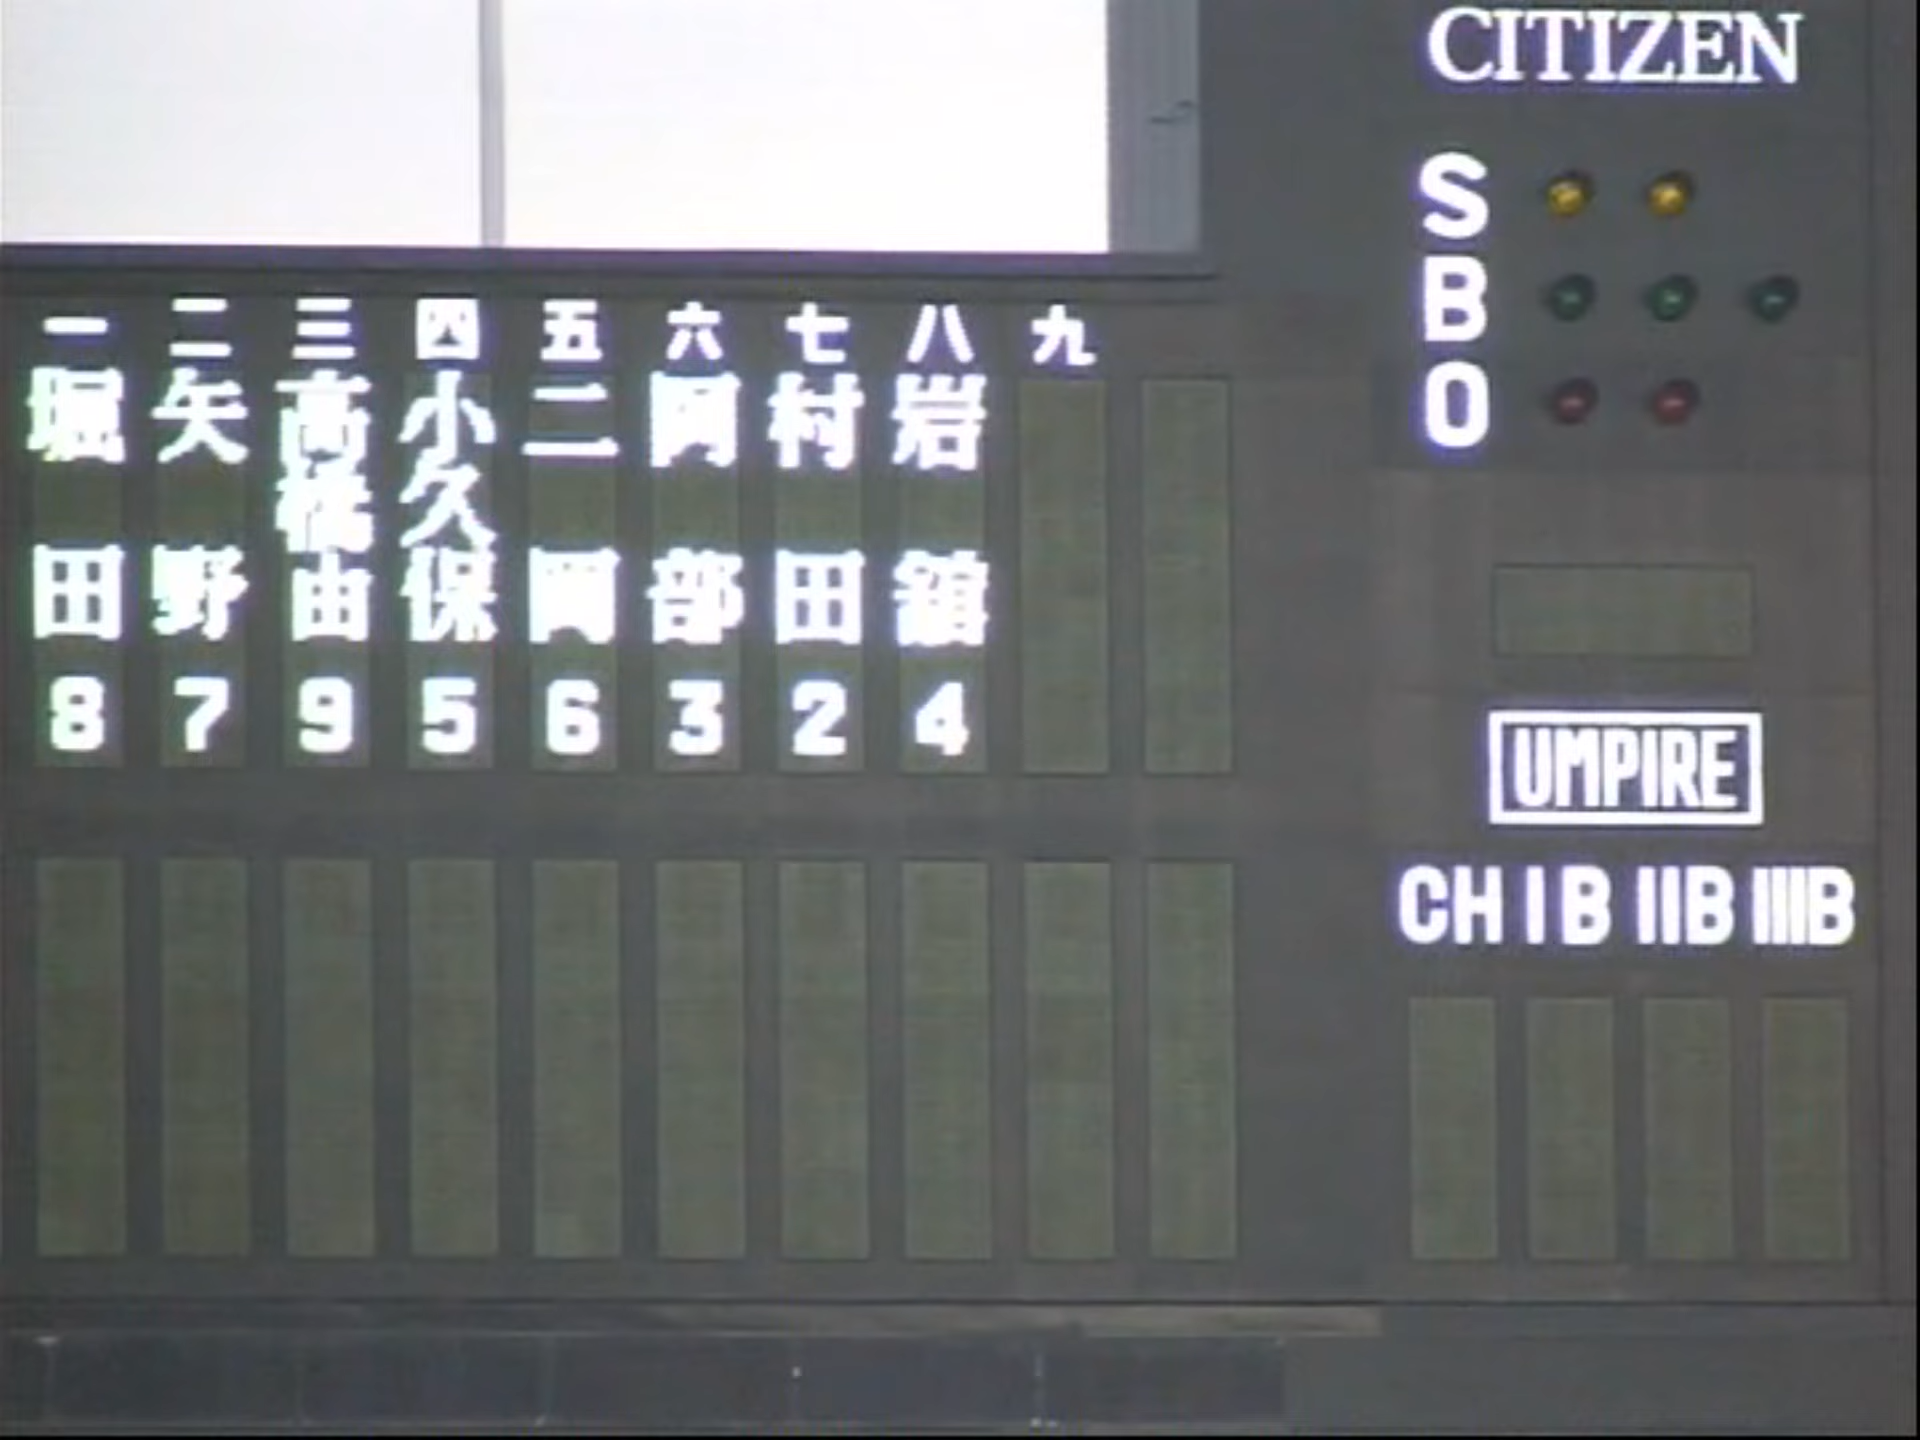 CITIZEN
S
B
O
一 二 三 四 五 六 七 八 九
堀田 矢野 高橋由 小久保 二岡 阿部 村田 岩舘
8 7 9 5 6 3 2 4
UMPIRE
CH IB IIB IIIB